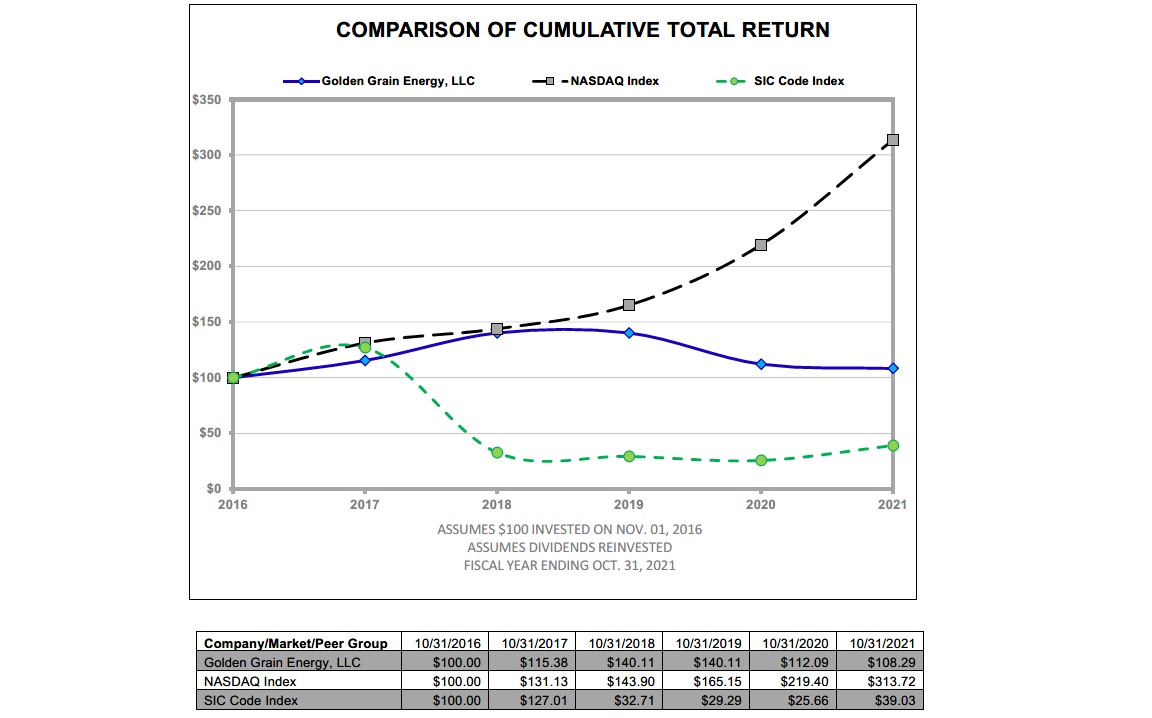 COMPARISON OF CUMULATIVE TOTAL RETURN
Golden Grain Energy, LLC NASDAQ Index SIC Code Index
$350
$300
$250
$200
$150
$100
$50
$0
2016 2017 2018 2019 2020 2021
ASSUMES $100 INVESTED ON NOV. 01, 2016
ASSUMES DIVIDENDS REINVESTED
FISCAL YEAR ENDING OCT. 31, 2021
Company/Market/Peer Group 10/31/2016 10/31/2017 10/31/2018 10/31/2019 10/31/2020 10/31/2021
Golden Grain Energy, LLC $100.00 $115.38 $140.11 $140.11 $112.09 $108.29
NASDAQ Index $100.00 $131.13 $143.90 $165.15 $219.40 $313.72
SIC Code Index $100.00 $127.01 $32.71 $29.29 $25.66 $39.03